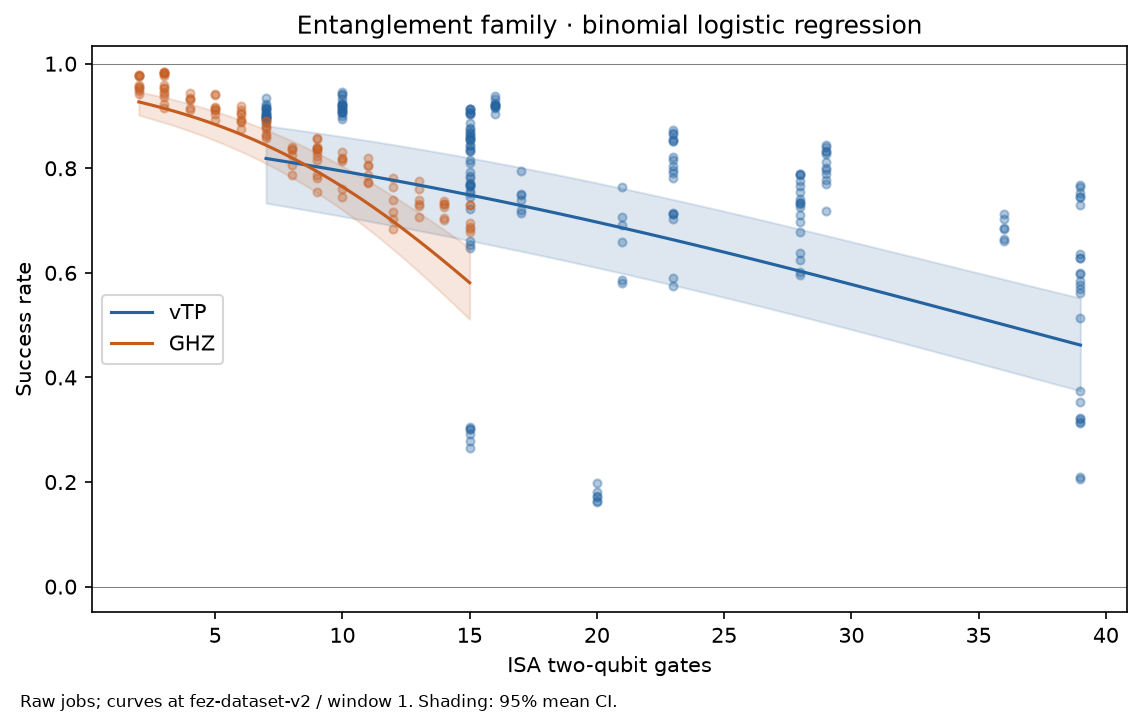 Entanglement family · binomial logistic regression
Success rate
1.0
0.8
0.6
0.4
0.2
0.0
vTP
GHZ
5 10 15 20 25 30 35 40
ISA two-qubit gates
Raw jobs; curves at fez-dataset-v2 / window 1. Shading: 95% mean CI.